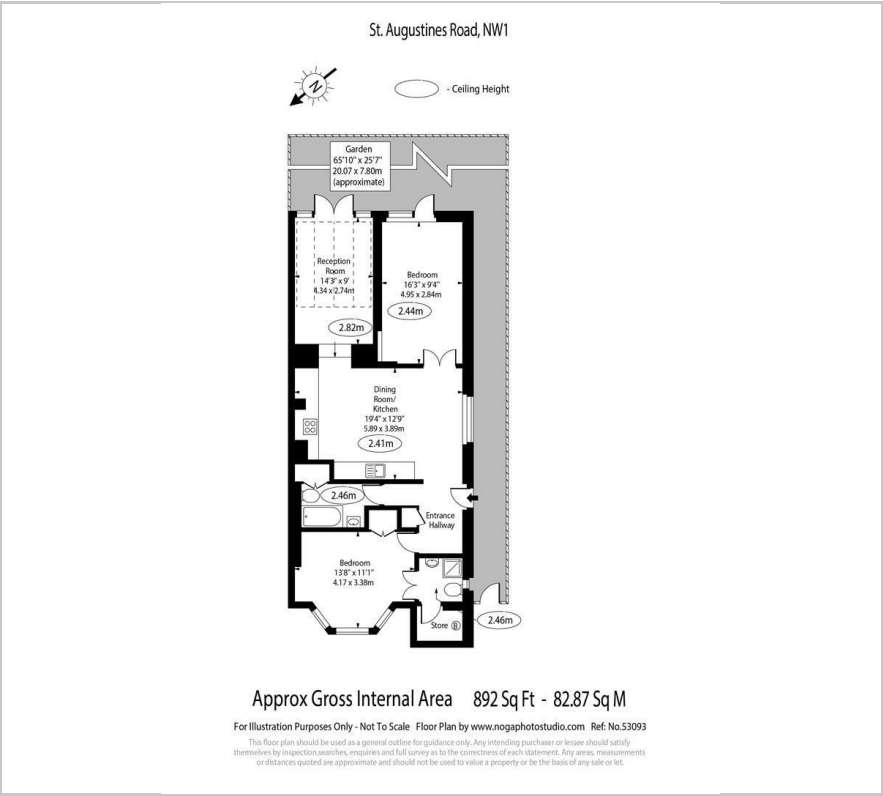 St. Augustines Road, NW1
N
- Ceiling Height
Garden
65'10" x 25'7"
20.07 x 7.80m
(approximate)
Reception
Room
14'3" x 9'
4.34 x 2.74m
2.82m
Bedroom
16'3" x 9'4"
4.95 x 2.84m
2.44m
Dining
Room/
Kitchen
19'4" x 12'9"
5.89 x 3.89m
2.41m
2.46m
Entrance
Hallway
Bedroom
13'8" x 11'1"
4.17 x 3.38m
Store B
2.46m
Approx Gross Internal Area 892 Sq Ft - 82.87 Sq M
For Illustration Purposes Only - Not To Scale Floor Plan by www.nogaphotostudio.com Ref: No.53093
This floor plan should be used as a general outline for guidance only. Any intending purchaser or lessee should satisfy
themselves by inspection,searches, enquiries and full survey as to the correctness of each statement. Any areas, measurements
or distances quoted are approximate and should not be used to value a property or be the basis of any sale or let.